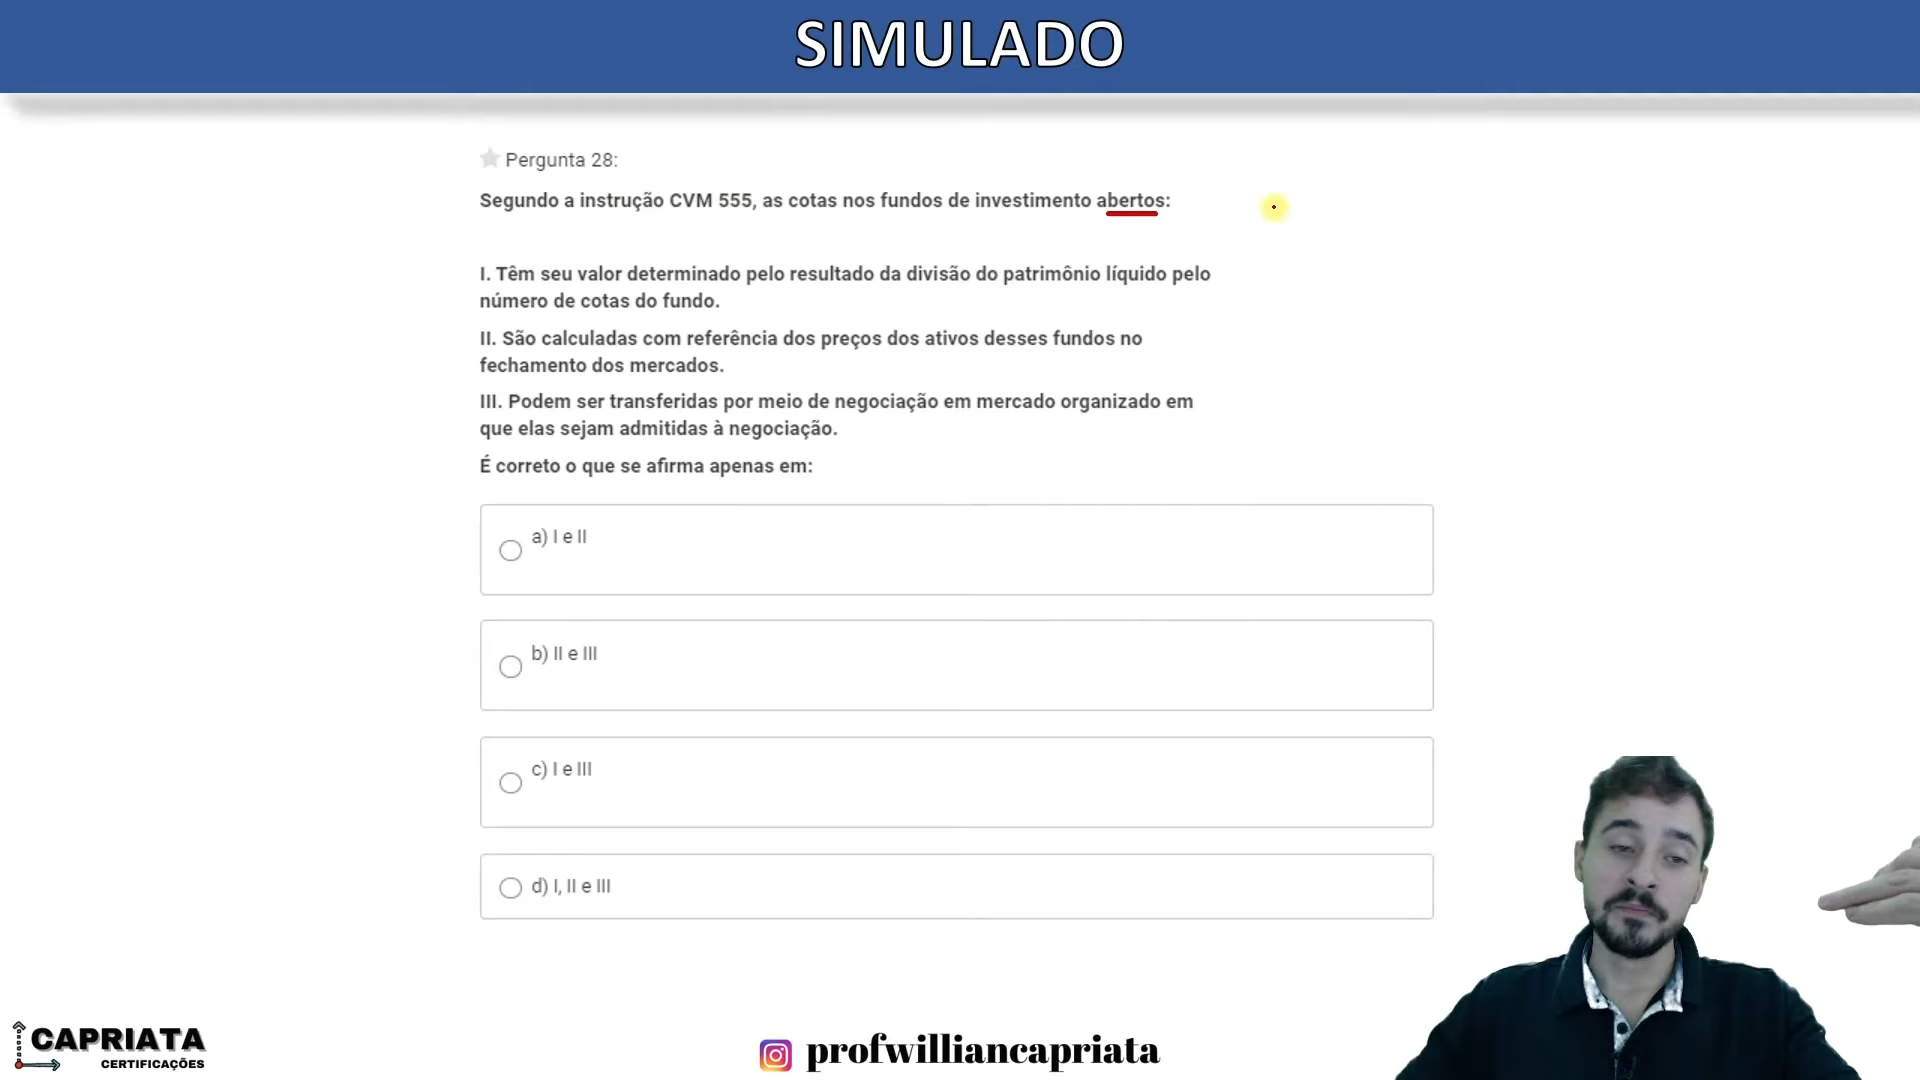 SIMULADO
Pergunta 28:
Segundo a instrução CVM 555, as cotas nos fundos de investimento abertos:
I. Têm seu valor determinado pelo resultado da divisão do patrimônio líquido pelo
número de cotas do fundo.
II. São calculadas com referência dos preços dos ativos desses fundos no
fechamento dos mercados.
III. Podem ser transferidas por meio de negociação em mercado organizado em
que elas sejam admitidas à negociação.
É correto o que se afirma apenas em:
a) I e II
b) II e III
c) I e III
d) I, II e III
CAPRIATA
CERTIFICAÇÕES
profwilliancapriata